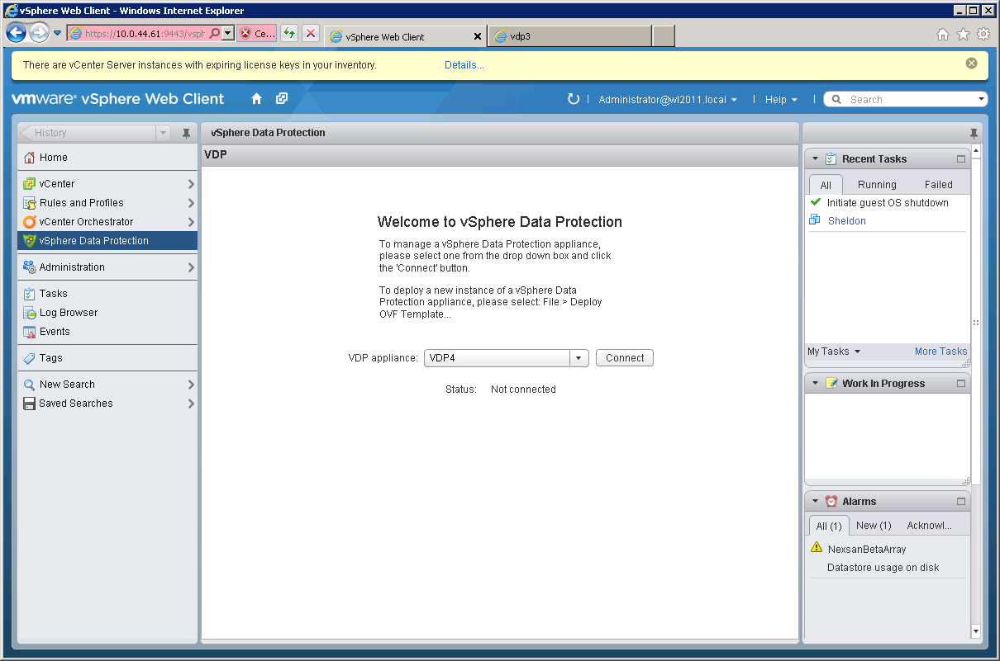 vSphere Web Client - Windows Internet Explorer
https://10.0.44.61:9443/vsph
Ce...
vSphere Web Client
vdp3
There are vCenter Server instances with expiring license keys in your inventory.
Details...
vmware® vSphere Web Client
Administrator@wl2011.local
Help
Search
History
Home
vCenter
Rules and Profiles
vCenter Orchestrator
vSphere Data Protection
Administration
Tasks
Log Browser
Events
Tags
New Search
Saved Searches
vSphere Data Protection
VDP
Welcome to vSphere Data Protection
To manage a vSphere Data Protection appliance,
please select one from the drop down box and click
the 'Connect' button.
To deploy a new instance of a vSphere Data
Protection appliance, please select: File > Deploy
OVF Template...
VDP appliance: VDP4 Connect
Status: Not connected
Recent Tasks
All Running Failed
Initiate guest OS shutdown
Sheldon
My Tasks More Tasks
Work In Progress
Alarms
All (1) New (1) Acknowl...
NexsanBetaArray
Datastore usage on disk